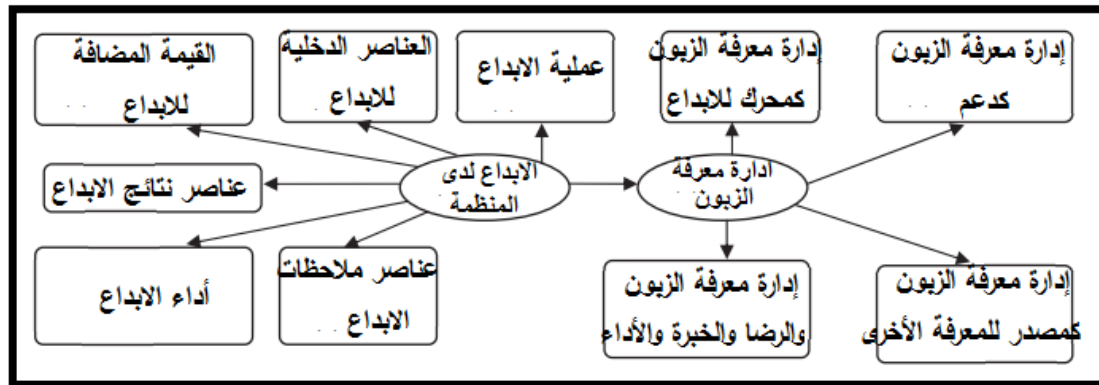 إدارة معرفة الزبون
كدعم
إدارة معرفة الزبون
كمحرك للابداع
عملية الابداع
العناصر الدخلية
للابداع
القيمة المضافة
للابداع
ادارة معرفة
الزبون
الابداع لدى
المنظمة
عناصر نتائج الابداع
إدارة معرفة الزبون
كمصدر للمعرفة الأخرى
إدارة معرفة الزبون
والرضا والخبرة والأداء
عناصر ملاحظات
الابداع
أداء الابداع